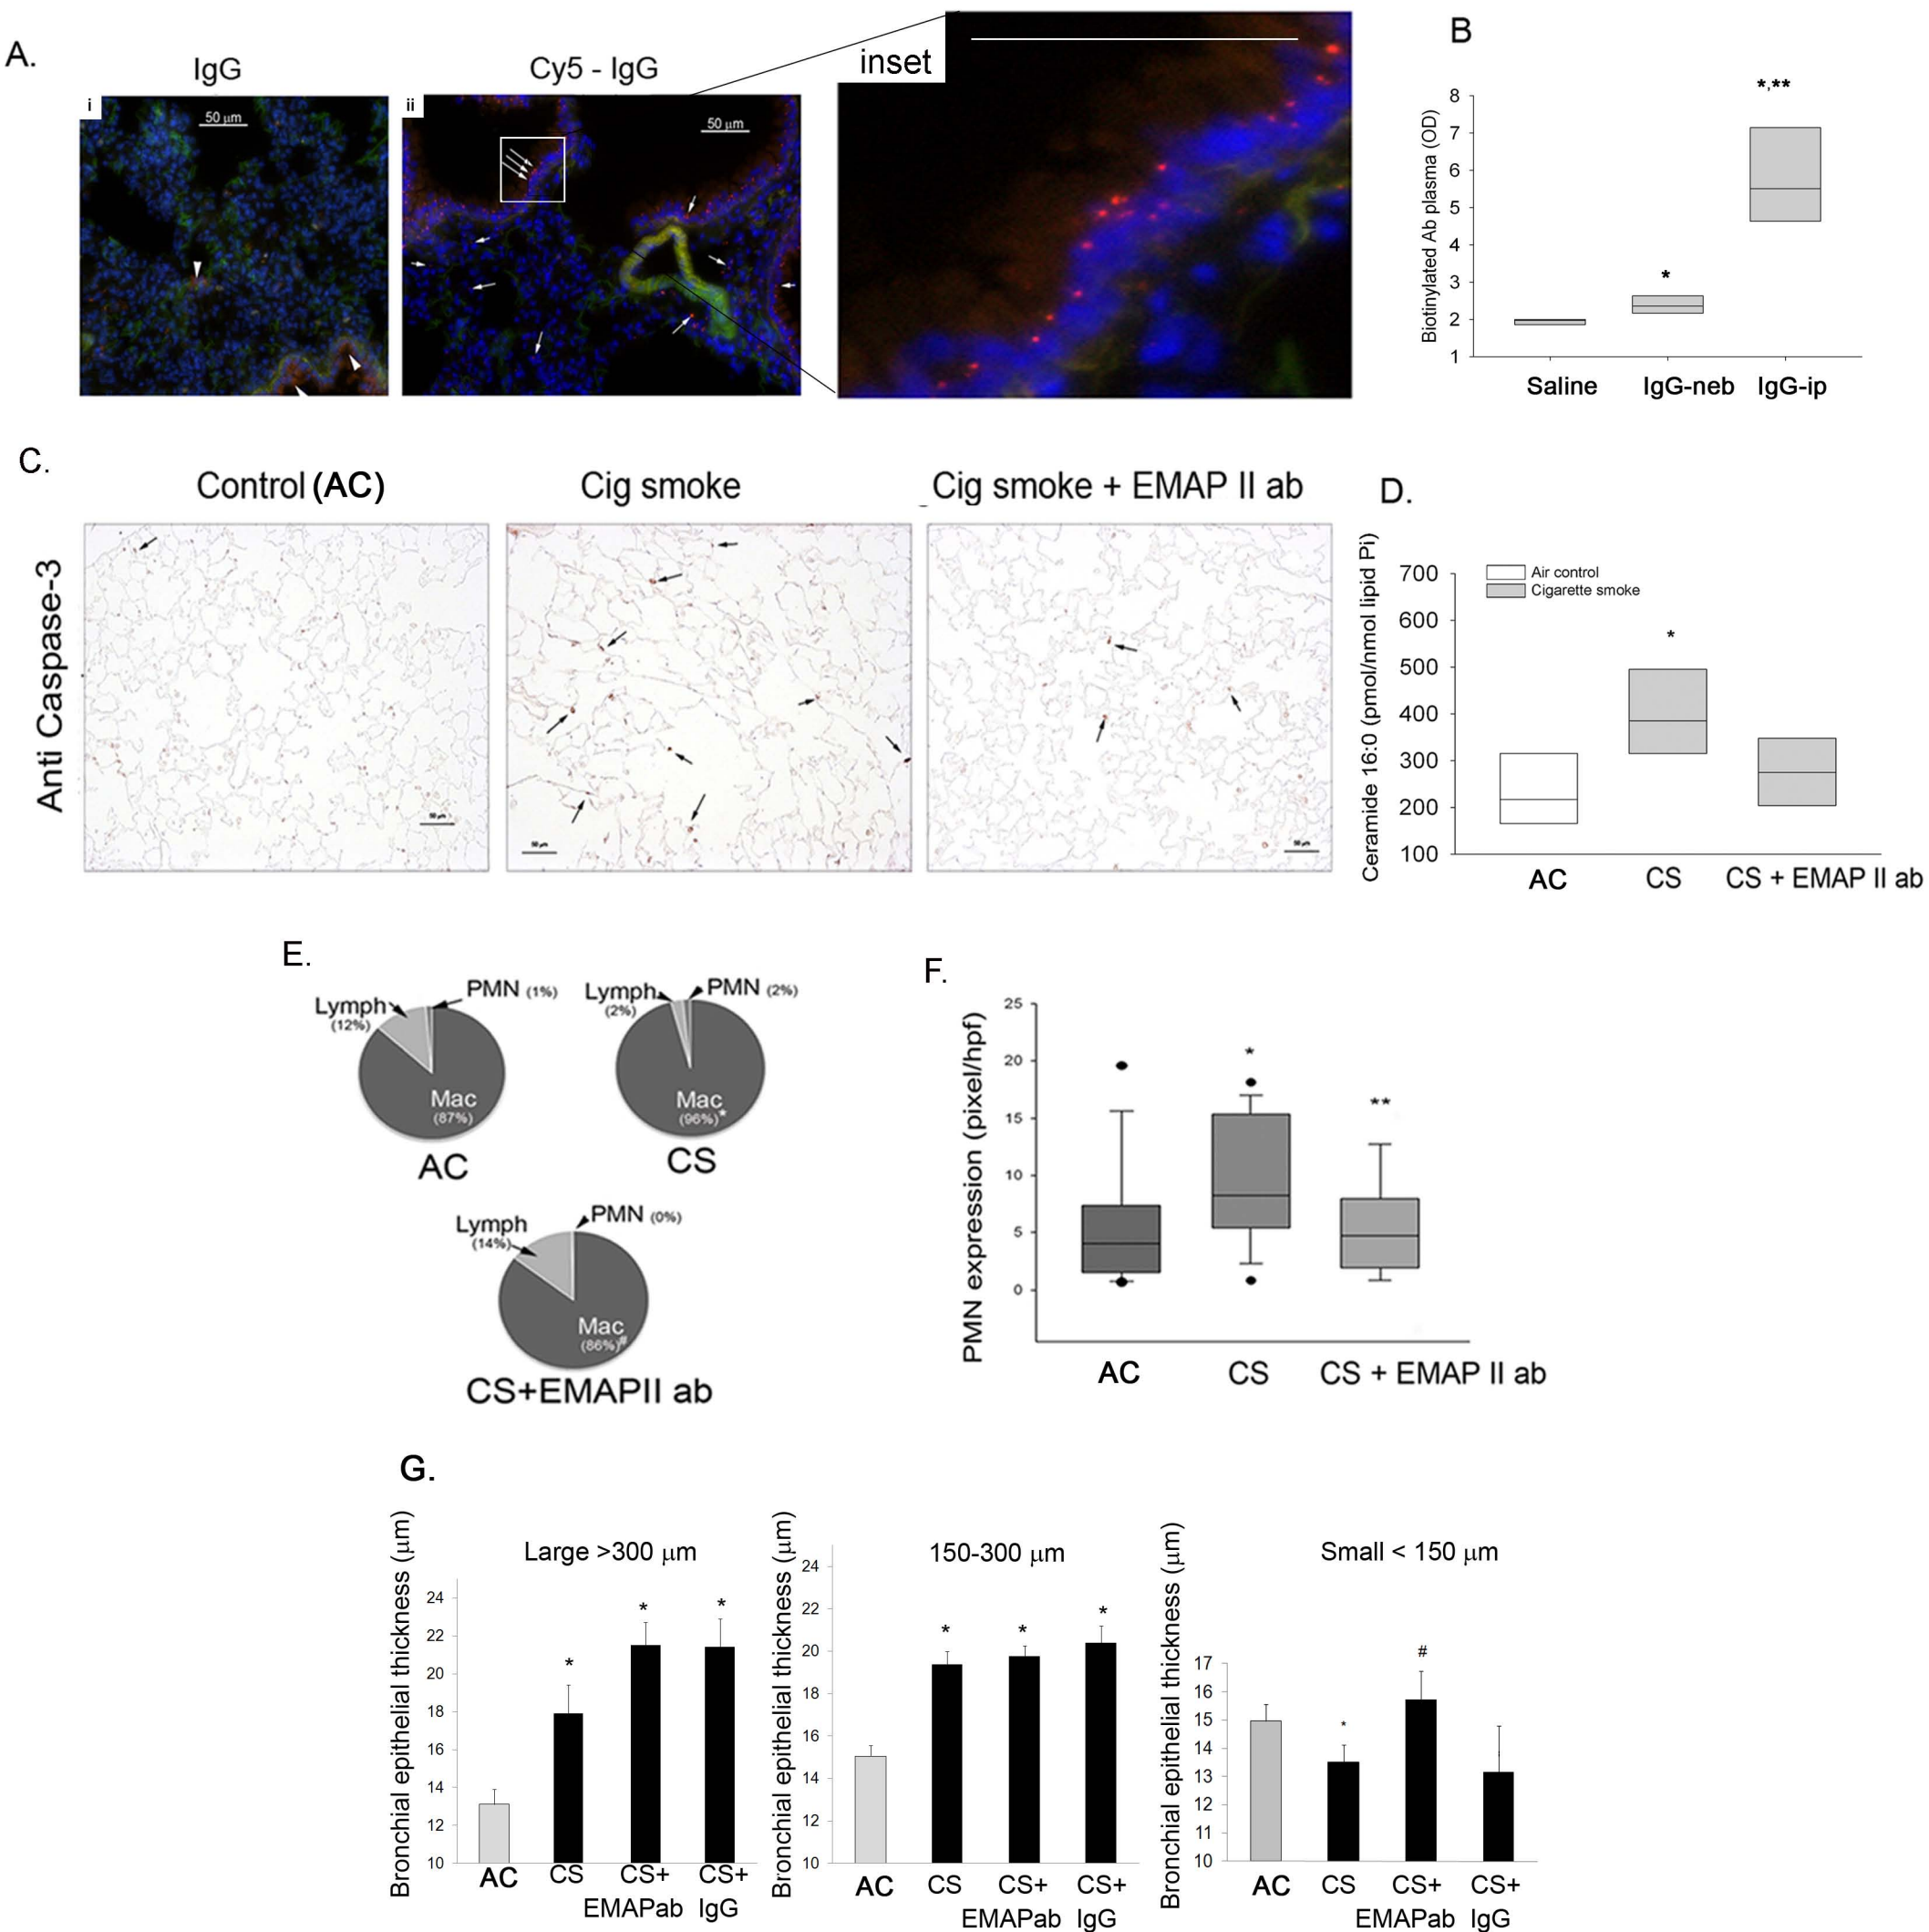 A.
IgG
Cy5 - IgG
inset
i
50 μm
ii
50 μm
B
Biotinylated Ab plasma (OD)
8
7
6
5
4
3
2
1
*
*,**
Saline IgG-neb IgG-ip
C.
Control (AC)
Cig smoke
Cig smoke + EMAP II ab
Anti Caspase-3
50 μm
50 μm
50 μm
D.
Ceramide 16:0 (pmol/nmol lipid Pi)
700
600
500
400
300
200
100
Air control
Cigarette smoke
*
AC CS CS + EMAP II ab
E.
Lymph
(12%)
PMN (1%)
Mac
(87%)
AC
Lymph
(2%)
PMN (2%)
Mac
(96%)*
CS
Lymph
(14%)
PMN (0%)
Mac
(86%)#
CS+EMAPII ab
F.
PMN expression (pixel/hpf)
25
20
15
10
5
0
*
**
AC CS CS + EMAP II ab
G.
Large >300 μm
Bronchial epithelial thickness (μm)
24
22
20
18
16
14
12
10
*
*
*
AC CS CS+ CS+
EMAPab IgG
150-300 μm
Bronchial epithelial thickness (μm)
24
22
20
18
16
14
12
10
*
*
*
AC CS CS+ CS+
EMAPab IgG
Small < 150 μm
Bronchial epithelial thickness (μm)
17
16
15
14
13
12
11
10
*
#
AC CS CS+ CS+
EMAPab IgG